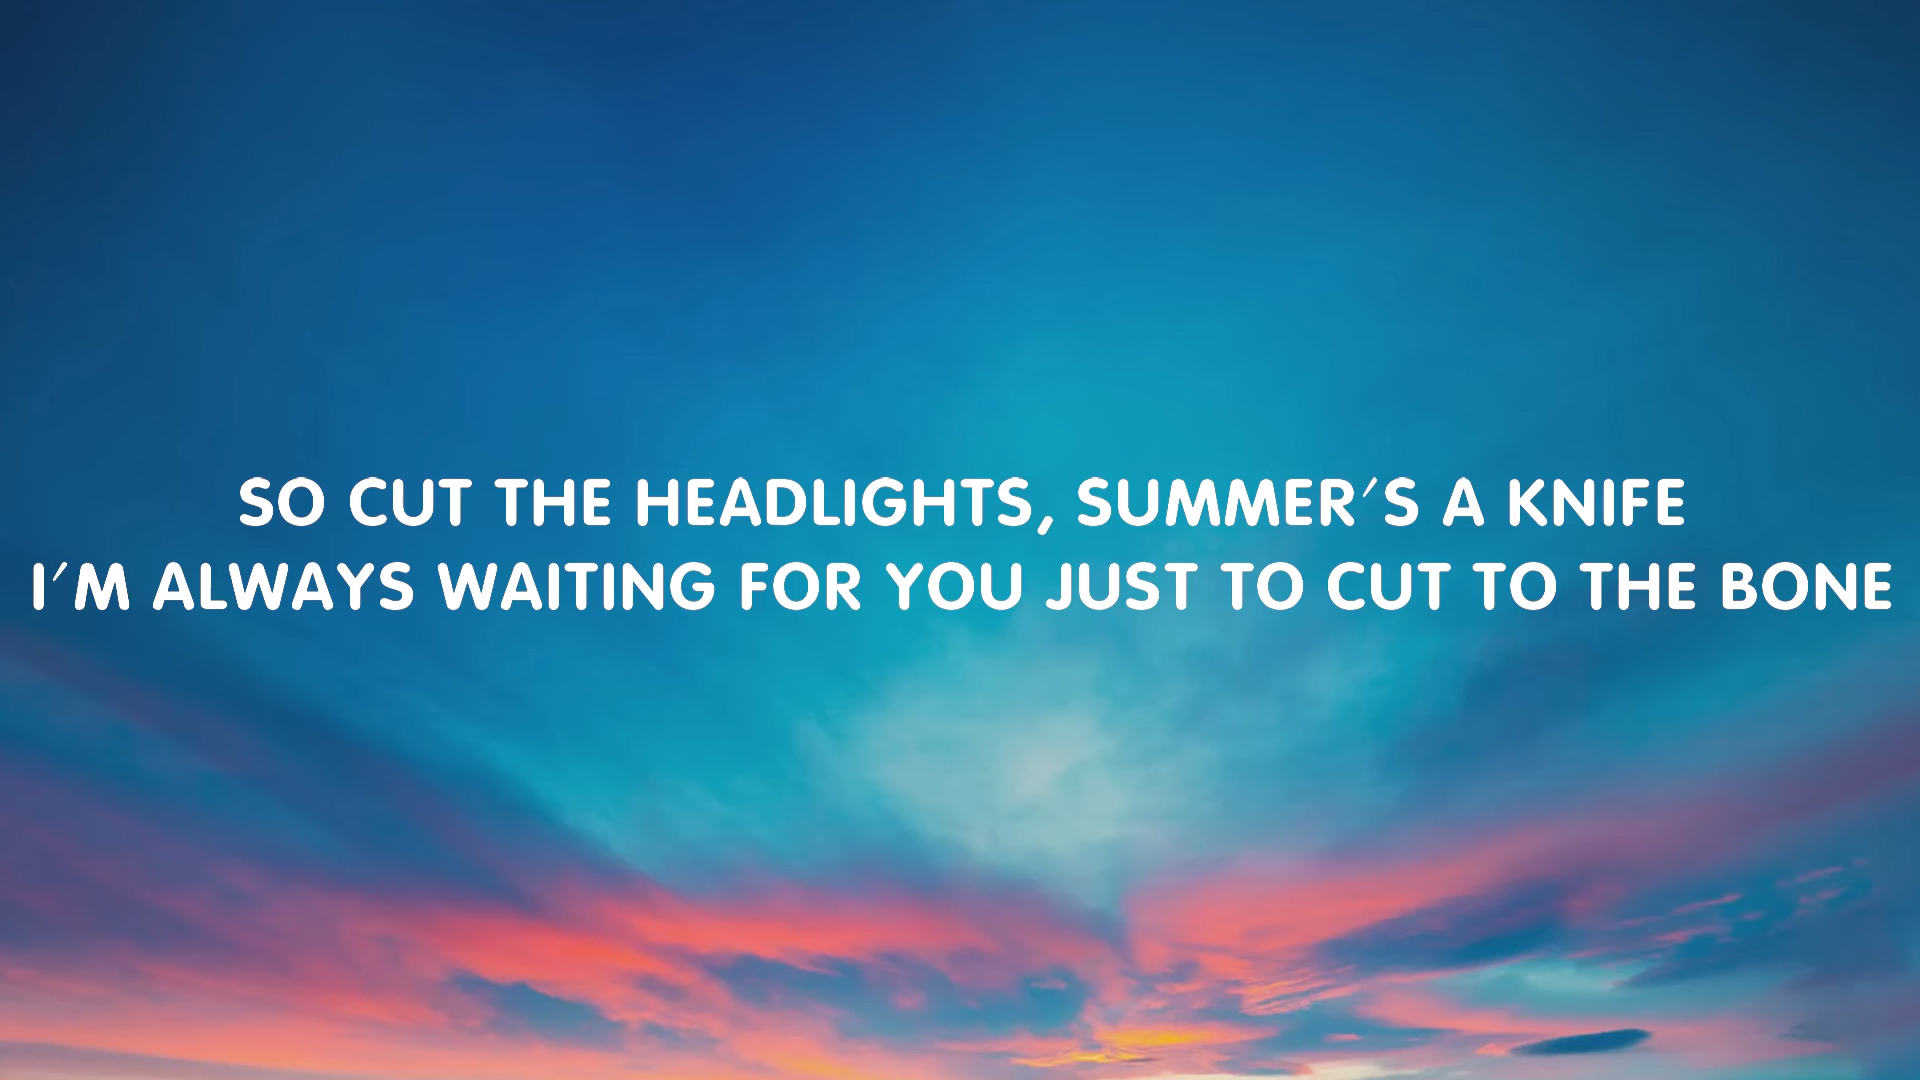 SO CUT THE HEADLIGHTS, SUMMER'S A KNIFE
I'M ALWAYS WAITING FOR YOU JUST TO CUT TO THE BONE